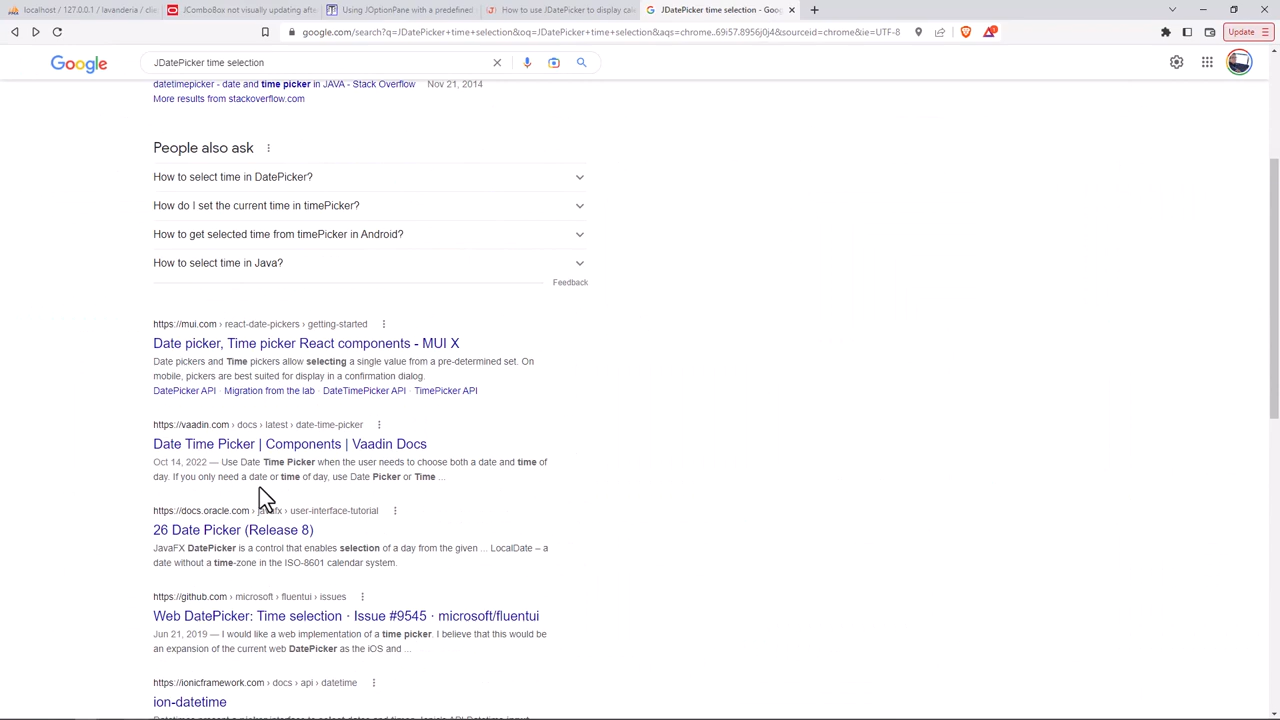 localhost / 127.0.0.1 / lavanderia / clie
JComboBox not visually updating afte
Using JOptionPane with a predefined
How to use JDatePicker to display cale
JDatePicker time selection - Goog
google.com/search?q=JDatePicker+time+selection&oq=JDatePicker+time+selection&aqs=chrome..69i57.8956j0j4&sourceid=chrome&ie=UTF-8
Update
Google
JDatePicker time selection
datetimepicker - date and time picker in JAVA - Stack Overflow Nov 21, 2014
More results from stackoverflow.com
People also ask
How to select time in DatePicker?
How do I set the current time in timePicker?
How to get selected time from timePicker in Android?
How to select time in Java?
Feedback
https://mui.com › react-date-pickers › getting-started
Date picker, Time picker React components - MUI X
Date pickers and Time pickers allow selecting a single value from a pre-determined set. On
mobile, pickers are best suited for display in a confirmation dialog.
DatePicker API · Migration from the lab · DateTimePicker API · TimePicker API
https://vaadin.com › docs › latest › date-time-picker
Date Time Picker | Components | Vaadin Docs
Oct 14, 2022 — Use Date Time Picker when the user needs to choose both a date and time of
day. If you only need a date or time of day, use Date Picker or Time ...
https://docs.oracle.com › javafx › user-interface-tutorial
26 Date Picker (Release 8)
JavaFX DatePicker is a control that enables selection of a day from the given ... LocalDate – a
date without a time-zone in the ISO-8601 calendar system.
https://github.com › microsoft › fluentui › issues
Web DatePicker: Time selection · Issue #9545 · microsoft/fluentui
Jun 21, 2019 — I would like a web implementation of a time picker. I believe that this would be
an expansion of the current web DatePicker as the iOS and ...
https://ionicframework.com › docs › api › datetime
ion-datetime